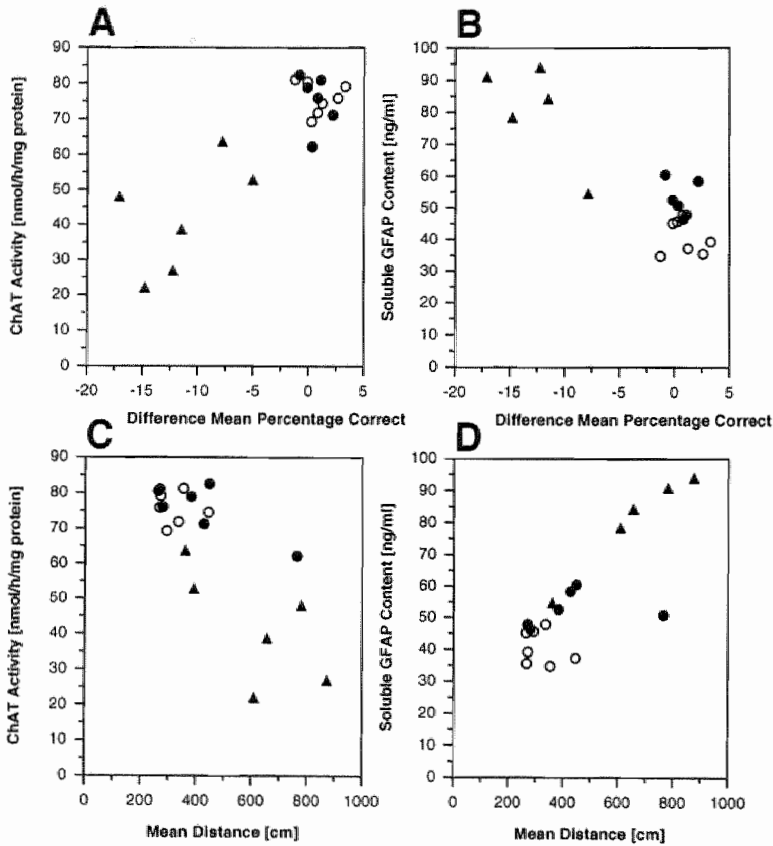 A
ChAT Activity [nmol/h/mg protein]
90
80
70
60
50
40
30
20
10
0
-20 -15 -10 -5 0 5
Difference Mean Percentage Correct
B
Soluble GFAP Content [ng/ml]
100
90
80
70
60
50
40
30
20
10
0
-20 -15 -10 -5 0 5
Difference Mean Percentage Correct
C
ChAT Activity [nmol/h/mg protein]
90
80
70
60
50
40
30
20
10
0
0 200 400 600 800 1000
Mean Distance [cm]
D
Soluble GFAP Content [ng/ml]
100
90
80
70
60
50
40
30
20
10
0
0 200 400 600 800 1000
Mean Distance [cm]